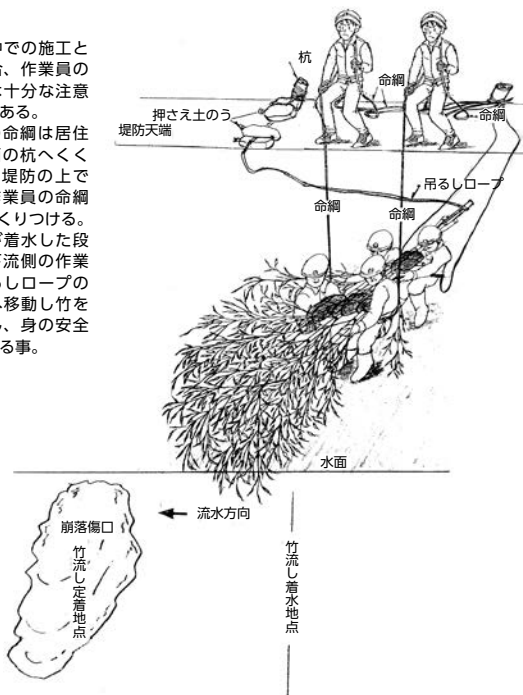 中での施工と
合、作業員の
は十分な注意
ある。
命綱は居住
の杭へくく
堤防の上で
作業員の命綱
くりつける。
が着水した段
下流側の作業
るしロープの
へ移動し竹を
し、身の安全
る事。
杭
命綱
押さえ土のう
命綱
堤防天端
吊るしロープ
命綱
命綱
水面
流水方向
崩落傷口
竹流し定着地点
竹流し着水地点